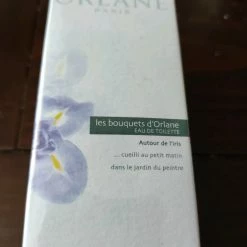 ORLANE
PARIS
les bouquets d'Orlane
EAU DE TOILETTE
Autour de l'iris
... cueilli au petit matin
dans le jardin du peintre